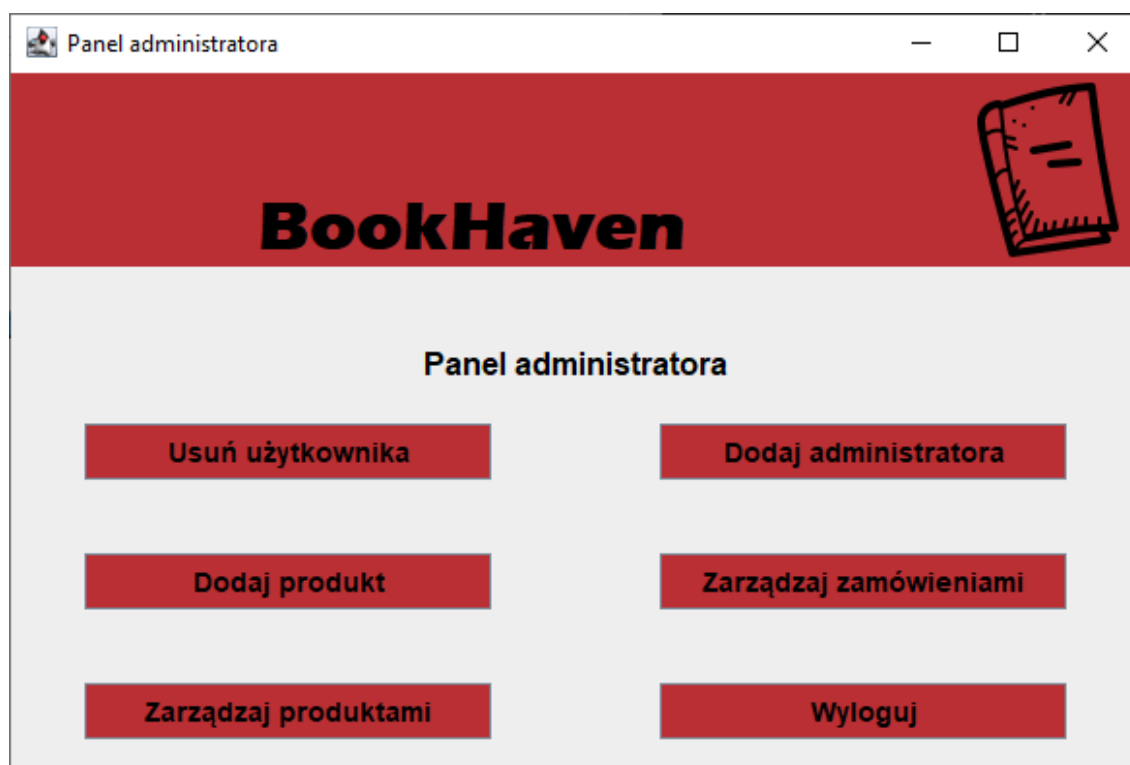 Panel administratora
BookHaven
Panel administratora
Usuń użytkownika
Dodaj administratora
Dodaj produkt
Zarządzaj zamówieniami
Zarządzaj produktami
Wyloguj